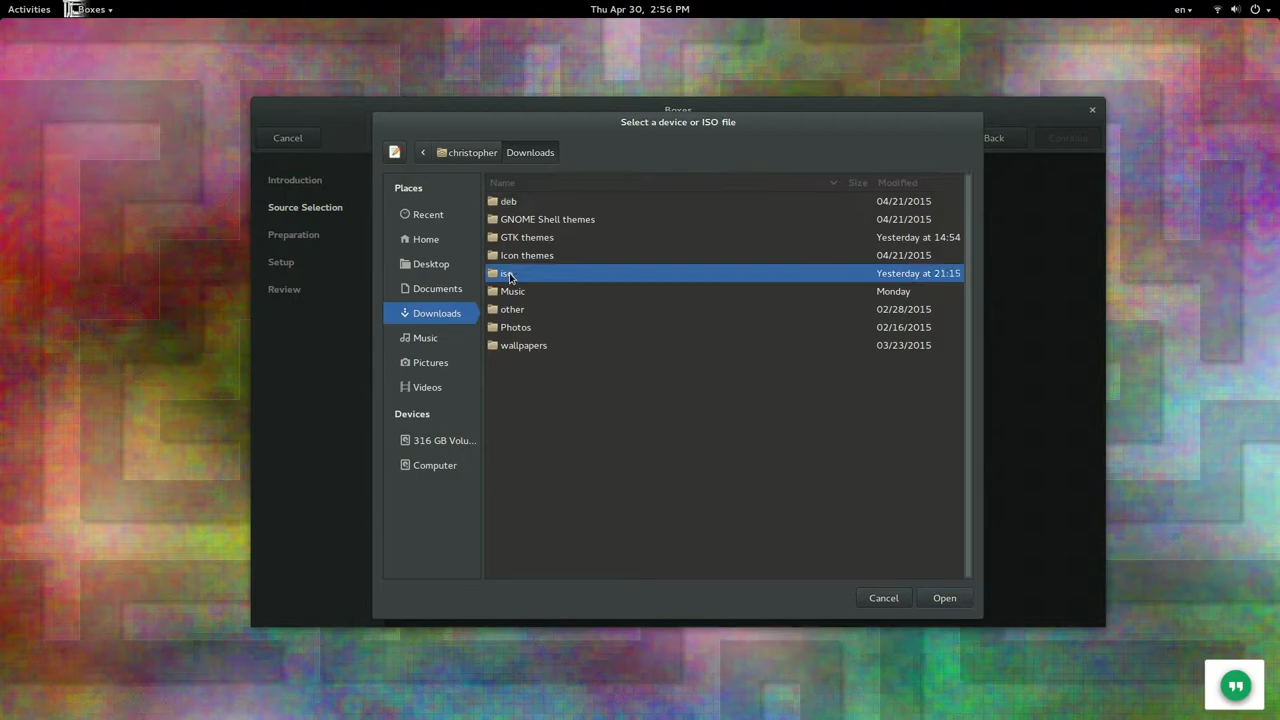 Activities Boxes Thu Apr 30, 2:56 PM en
Boxes
Select a device or ISO file
Cancel Back Continue
christopher Downloads
Introduction
Source Selection
Preparation
Setup
Review
Places
Recent
Home
Desktop
Documents
Downloads
Music
Pictures
Videos
Devices
316 GB Volu...
Computer
Name Size Modified
deb 04/21/2015
GNOME Shell themes 04/21/2015
GTK themes Yesterday at 14:54
Icon themes 04/21/2015
iso Yesterday at 21:15
Music Monday
other 02/28/2015
Photos 02/16/2015
wallpapers 03/23/2015
Cancel Open